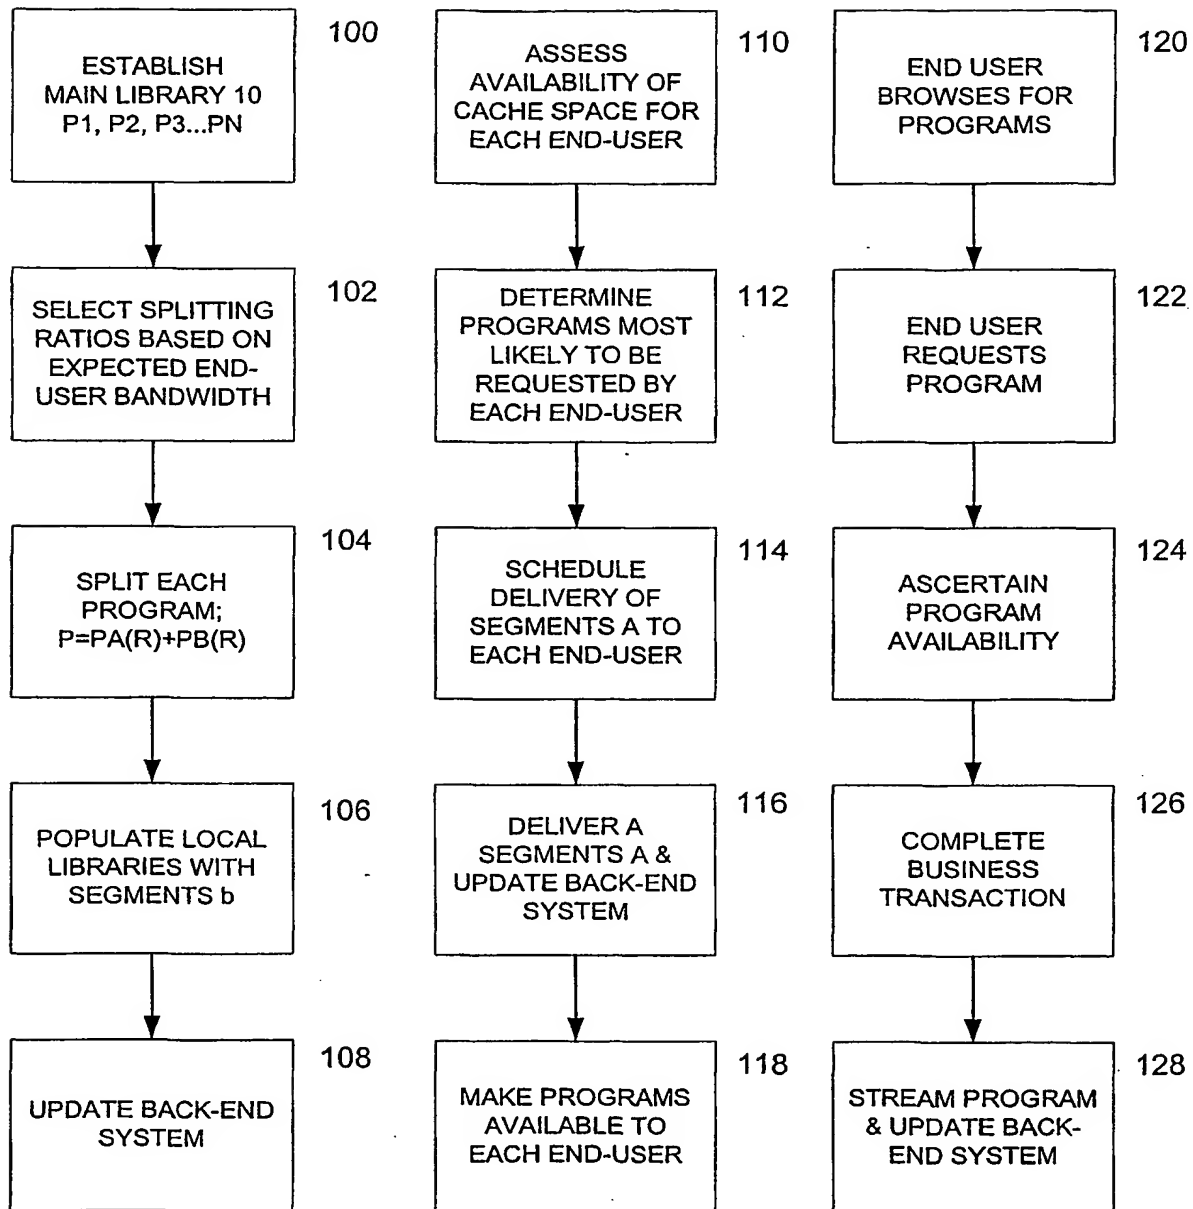 ESTABLISH
MAIN LIBRARY 10
P1, P2, P3...PN
100
SELECT SPLITTING
RATIOS BASED ON
EXPECTED END-
USER BANDWIDTH
102
SPLIT EACH
PROGRAM;
P=PA(R)+PB(R)
104
POPULATE LOCAL
LIBRARIES WITH
SEGMENTS b
106
UPDATE BACK-END
SYSTEM
108
ASSESS
AVAILABILITY OF
CACHE SPACE FOR
EACH END-USER
110
DETERMINE
PROGRAMS MOST
LIKELY TO BE
REQUESTED BY
EACH END-USER
112
SCHEDULE
DELIVERY OF
SEGMENTS A TO
EACH END-USER
114
DELIVER A
SEGMENTS A &
UPDATE BACK-END
SYSTEM
116
MAKE PROGRAMS
AVAILABLE TO
EACH END-USER
118
END USER
BROWSES FOR
PROGRAMS
120
END USER
REQUESTS
PROGRAM
122
ASCERTAIN
PROGRAM
AVAILABILITY
124
COMPLETE
BUSINESS
TRANSACTION
126
STREAM PROGRAM
& UPDATE BACK-
END SYSTEM
128